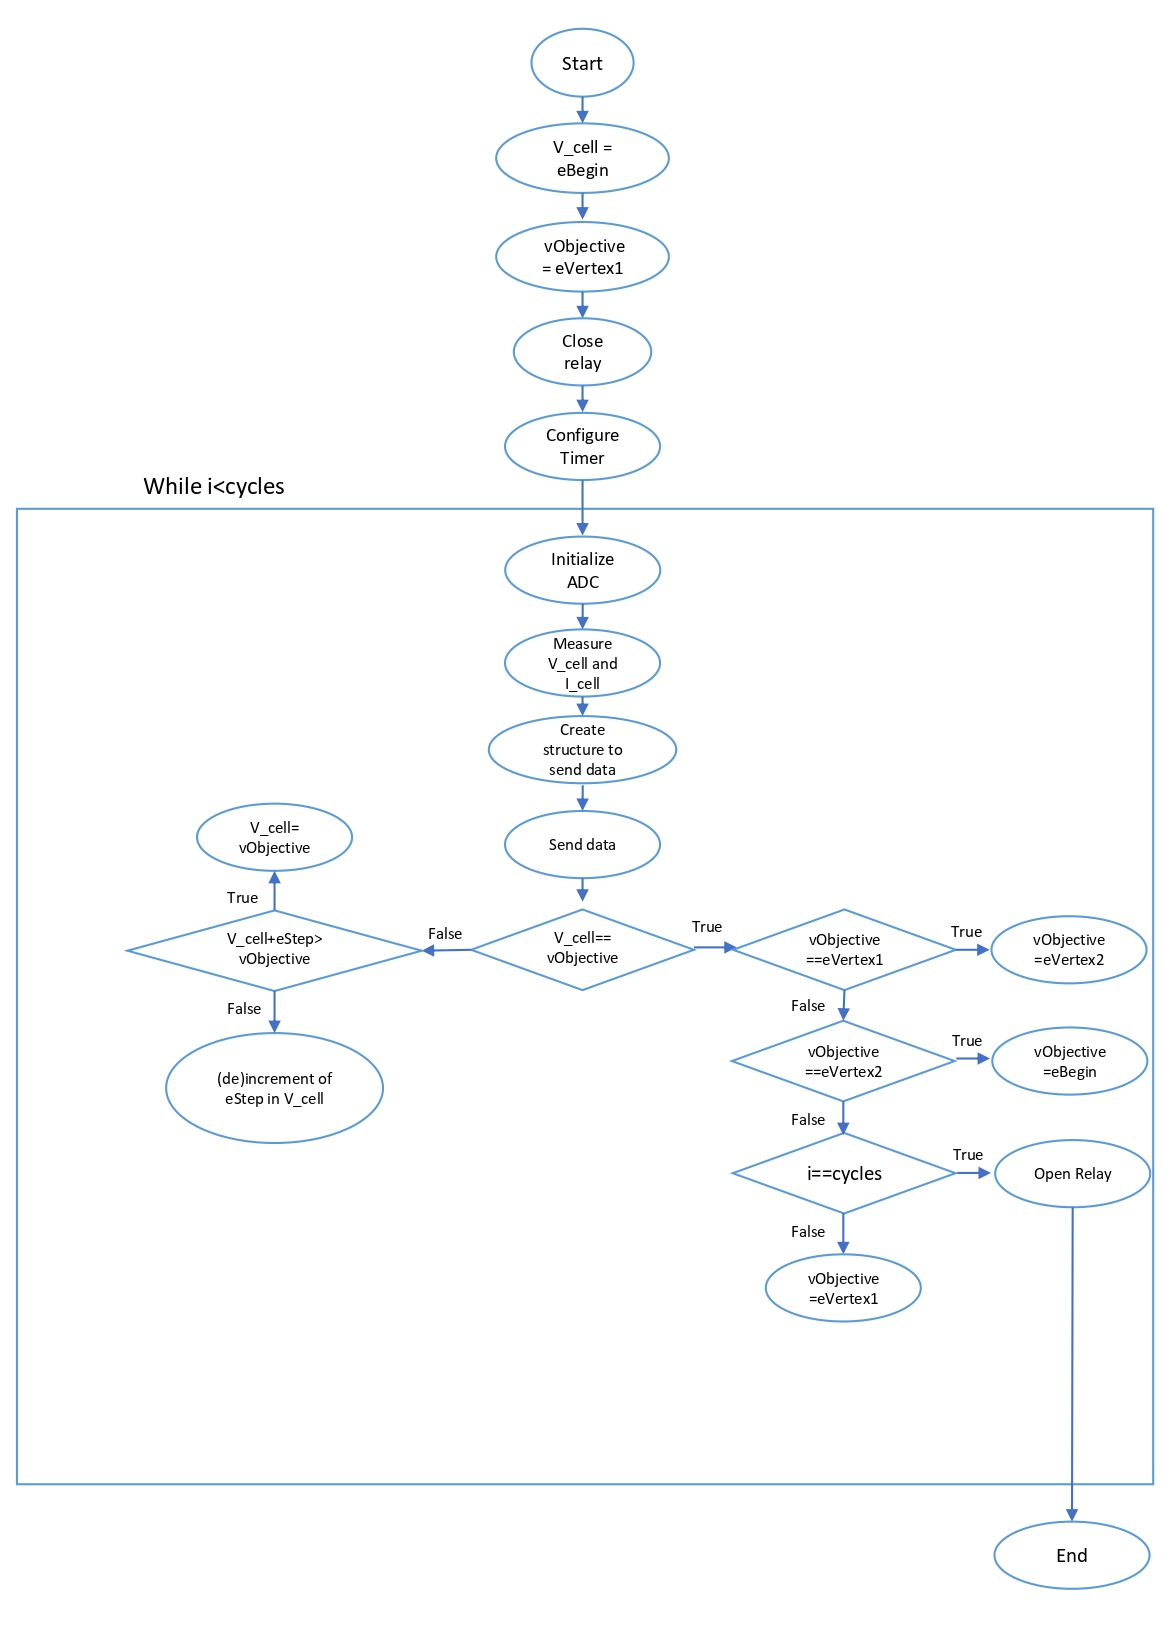 Start
V_cell =
eBegin
vObjective
= eVertex1
Close
relay
Configure
Timer
While i<cycles
Initialize
ADC
Measure
V_cell and
I_cell
Create
structure to
send data
Send data
V_cell=
vObjective
True
V_cell+eStep>
vObjective
False
V_cell==
vObjective
True
vObjective
==eVertex1
True
vObjective
=eVertex2
False
(de)increment of
eStep in V_cell
False
vObjective
==eVertex2
True
vObjective
=eBegin
False
i==cycles
True
Open Relay
False
vObjective
=eVertex1
End